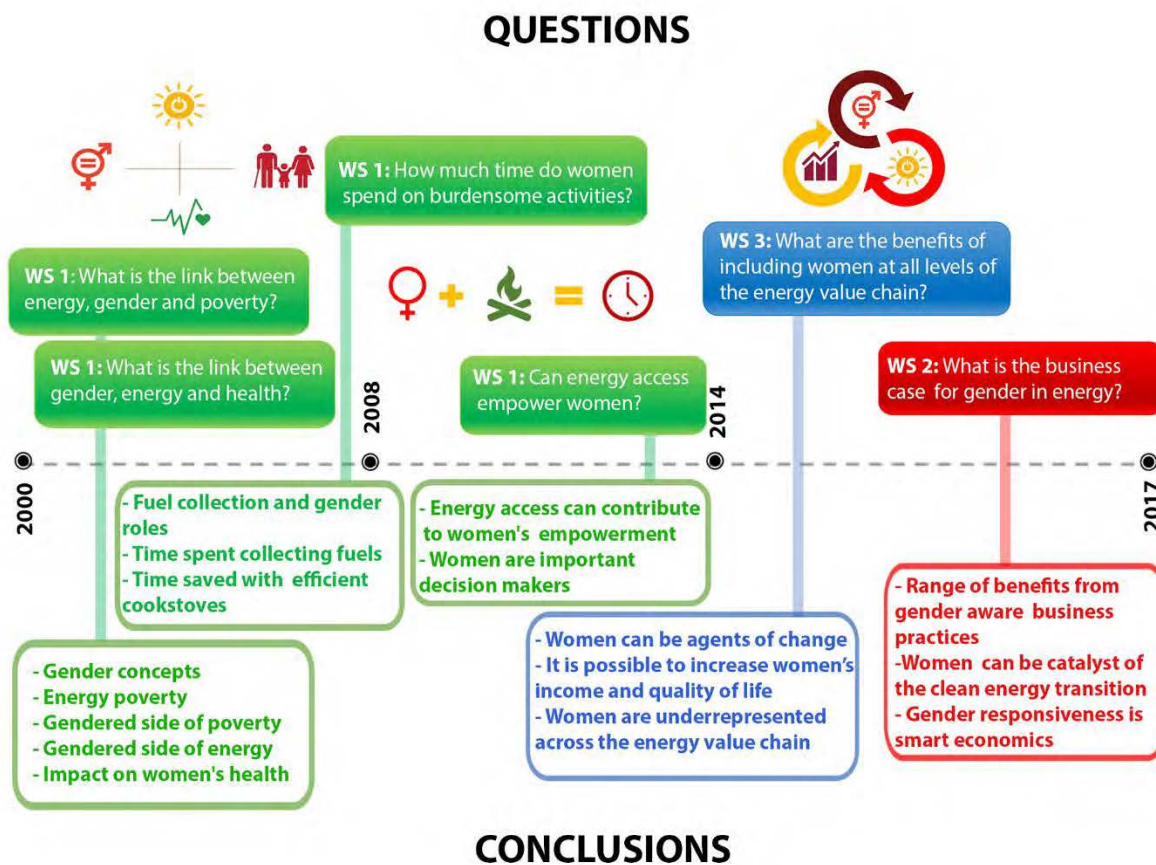 QUESTIONS
WS 1: How much time do women
spend on burdensome activities?
WS 1: What is the link between
energy, gender and poverty?
WS 3: What are the benefits of
including women at all levels of
the energy value chain?
WS 1: What is the link between
gender, energy and health?
WS 1: Can energy access
empower women?
WS 2: What is the business
case for gender in energy?
2000
2008
2014
2017
- Fuel collection and gender
roles
- Time spent collecting fuels
- Time saved with efficient
cookstoves
- Energy access can contribute
to women's empowerment
- Women are important
decision makers
- Gender concepts
- Energy poverty
- Gendered side of poverty
- Gendered side of energy
- Impact on women's health
- Women can be agents of change
- It is possible to increase women's
income and quality of life
- Women are underrepresented
across the energy value chain
- Range of benefits from
gender aware business
practices
-Women can be catalyst of
the clean energy transition
- Gender responsiveness is
smart economics
CONCLUSIONS